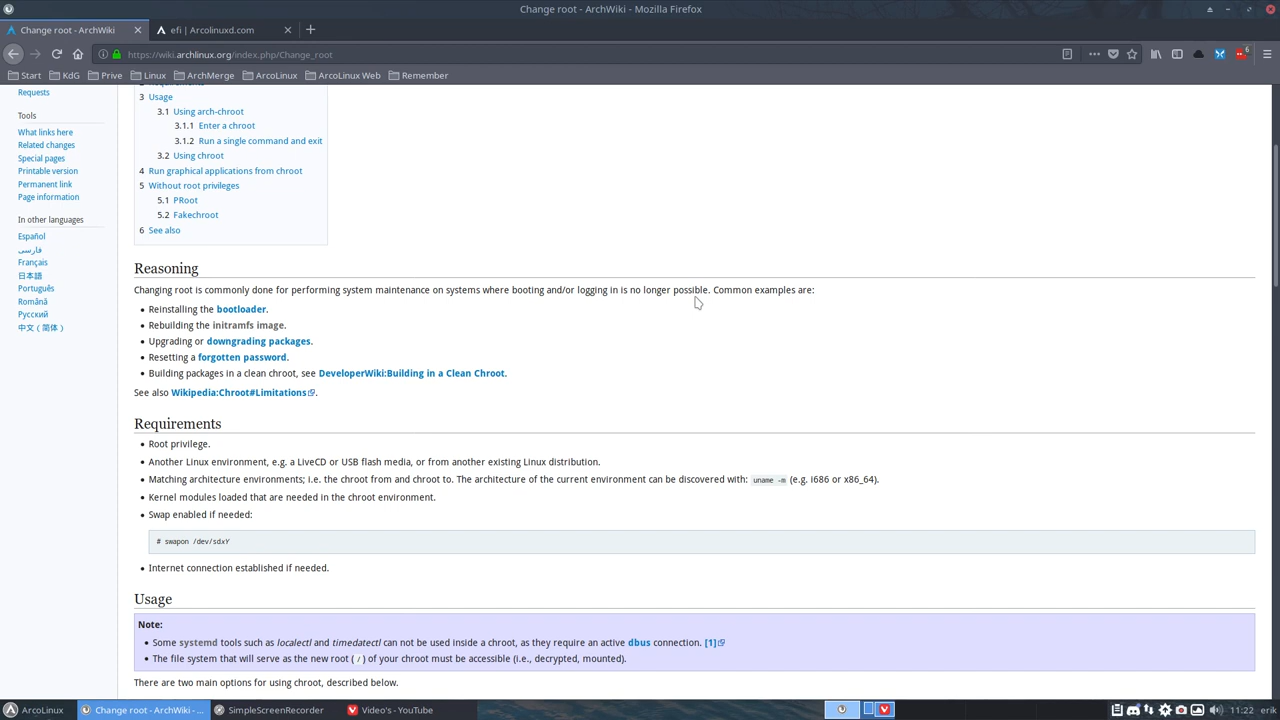 Change root - ArchWiki - Mozilla Firefox
Change root - ArchWiki
efi | Arcolinuxd.com
https://wiki.archlinux.org/index.php/Change_root
6
Start KdG Prive Linux ArchMerge ArcoLinux ArcoLinux Web Remember
Requests
Tools
What links here
Related changes
Special pages
Printable version
Permanent link
Page information
In other languages
Español
فارسی
Français
日本語
Português
Română
Русский
中文（简体）
3 Usage
3.1 Using arch-chroot
3.1.1 Enter a chroot
3.1.2 Run a single command and exit
3.2 Using chroot
4 Run graphical applications from chroot
5 Without root privileges
5.1 PRoot
5.2 Fakechroot
6 See also
Reasoning
Changing root is commonly done for performing system maintenance on systems where booting and/or logging in is no longer possible. Common examples are:
Reinstalling the bootloader.
Rebuilding the initramfs image.
Upgrading or downgrading packages.
Resetting a forgotten password.
Building packages in a clean chroot, see DeveloperWiki:Building in a Clean Chroot.
See also Wikipedia:Chroot#Limitations.
Requirements
Root privilege.
Another Linux environment, e.g. a LiveCD or USB flash media, or from another existing Linux distribution.
Matching architecture environments; i.e. the chroot from and chroot to. The architecture of the current environment can be discovered with: uname -m (e.g. i686 or x86_64).
Kernel modules loaded that are needed in the chroot environment.
Swap enabled if needed:
# swapon /dev/sdxY
Internet connection established if needed.
Usage
Note:
Some systemd tools such as localectl and timedatectl can not be used inside a chroot, as they require an active dbus connection. [1]
The file system that will serve as the new root (/) of your chroot must be accessible (i.e., decrypted, mounted).
There are two main options for using chroot, described below.
ArcoLinux
Change root - ArchWiki - ...
SimpleScreenRecorder
Video's - YouTube
11:22 erik